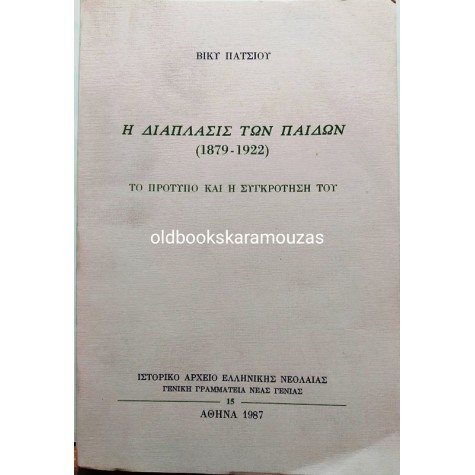 ΒΙΚΥ ΠΑΤΣΙΟΥ
Η ΔΙΑΠΛΑΣΙΣ ΤΩΝ ΠΑΙΔΩΝ
(1879-1922)
ΤΟ ΠΡΟΤΥΠΟ ΚΑΙ Η ΣΥΓΚΡΟΤΗΣΗ ΤΟΥ
oldbookskaramouzas
ΙΣΤΟΡΙΚΟ ΑΡΧΕΙΟ ΕΛΛΗΝΙΚΗΣ ΝΕΟΛΑΙΑΣ
ΓΕΝΙΚΗ ΓΡΑΜΜΑΤΕΙΑ ΝΕΑΣ ΓΕΝΙΑΣ
15
ΑΘΗΝΑ 1987